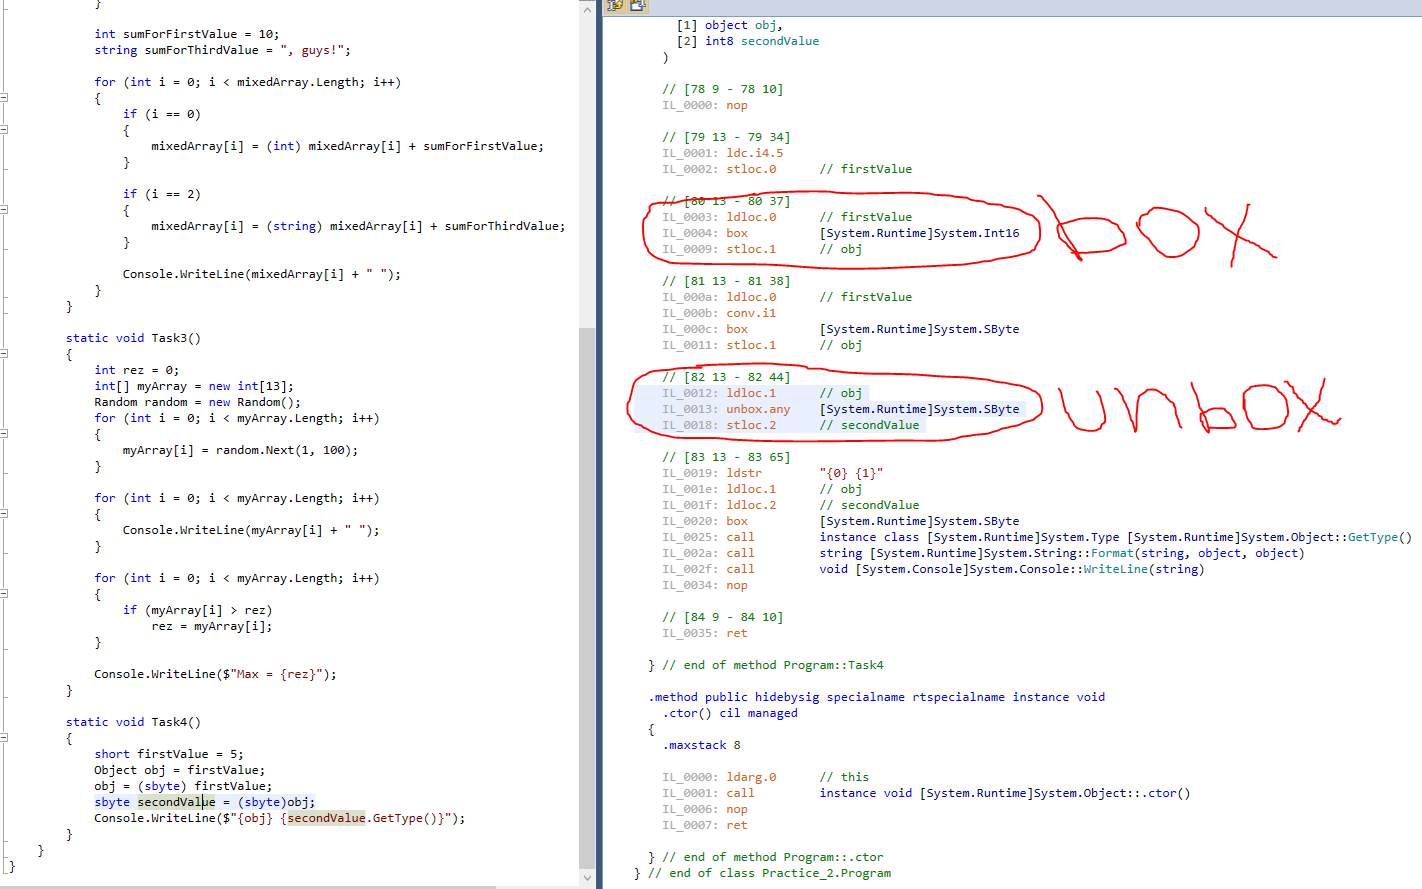 }
int sumForFirstValue = 10;
string sumForThirdValue = ", guys!";
for (int i = 0; i < mixedArray.Length; i++)
{
if (i == 0)
{
mixedArray[i] = (int) mixedArray[i] + sumForFirstValue;
}
if (i == 2)
{
mixedArray[i] = (string) mixedArray[i] + sumForThirdValue;
}
Console.WriteLine(mixedArray[i] + " ");
}
}
static void Task3()
{
int rez = 0;
int[] myArray = new int[13];
Random random = new Random();
for (int i = 0; i < myArray.Length; i++)
{
myArray[i] = random.Next(1, 100);
}
for (int i = 0; i < myArray.Length; i++)
{
Console.WriteLine(myArray[i] + " ");
}
for (int i = 0; i < myArray.Length; i++)
{
if (myArray[i] > rez)
rez = myArray[i];
}
Console.WriteLine($"Max = {rez}");
}
static void Task4()
{
short firstValue = 5;
Object obj = firstValue;
obj = (sbyte) firstValue;
sbyte secondValue = (sbyte)obj;
Console.WriteLine($"{obj} {secondValue.GetType()}");
}
}
}
[1] object obj,
[2] int8 secondValue
)
// [78 9 - 78 10]
IL_0000: nop
// [79 13 - 79 34]
IL_0001: ldc.i4.5
IL_0002: stloc.0 // firstValue
// [80 13 - 80 37]
IL_0003: ldloc.0 // firstValue
IL_0004: box [System.Runtime]System.Int16
IL_0009: stloc.1 // obj
box
// [81 13 - 81 38]
IL_000a: ldloc.0 // firstValue
IL_000b: conv.i1
IL_000c: box [System.Runtime]System.SByte
IL_0011: stloc.1 // obj
// [82 13 - 82 44]
IL_0012: ldloc.1 // obj
IL_0013: unbox.any [System.Runtime]System.SByte
IL_0018: stloc.2 // secondValue
unbox
// [83 13 - 83 65]
IL_0019: ldstr "{0} {1}"
IL_001e: ldloc.1 // obj
IL_001f: ldloc.2 // secondValue
IL_0020: box [System.Runtime]System.SByte
IL_0025: call instance class [System.Runtime]System.Type [System.Runtime]System.Object::GetType()
IL_002a: call string [System.Runtime]System.String::Format(string, object, object)
IL_002f: call void [System.Console]System.Console::WriteLine(string)
IL_0034: nop
// [84 9 - 84 10]
IL_0035: ret
} // end of method Program::Task4
.method public hidebysig specialname rtspecialname instance void
.ctor() cil managed
{
.maxstack 8
IL_0000: ldarg.0 // this
IL_0001: call instance void [System.Runtime]System.Object::.ctor()
IL_0006: nop
IL_0007: ret
} // end of method Program::.ctor
} // end of class Practice_2.Program